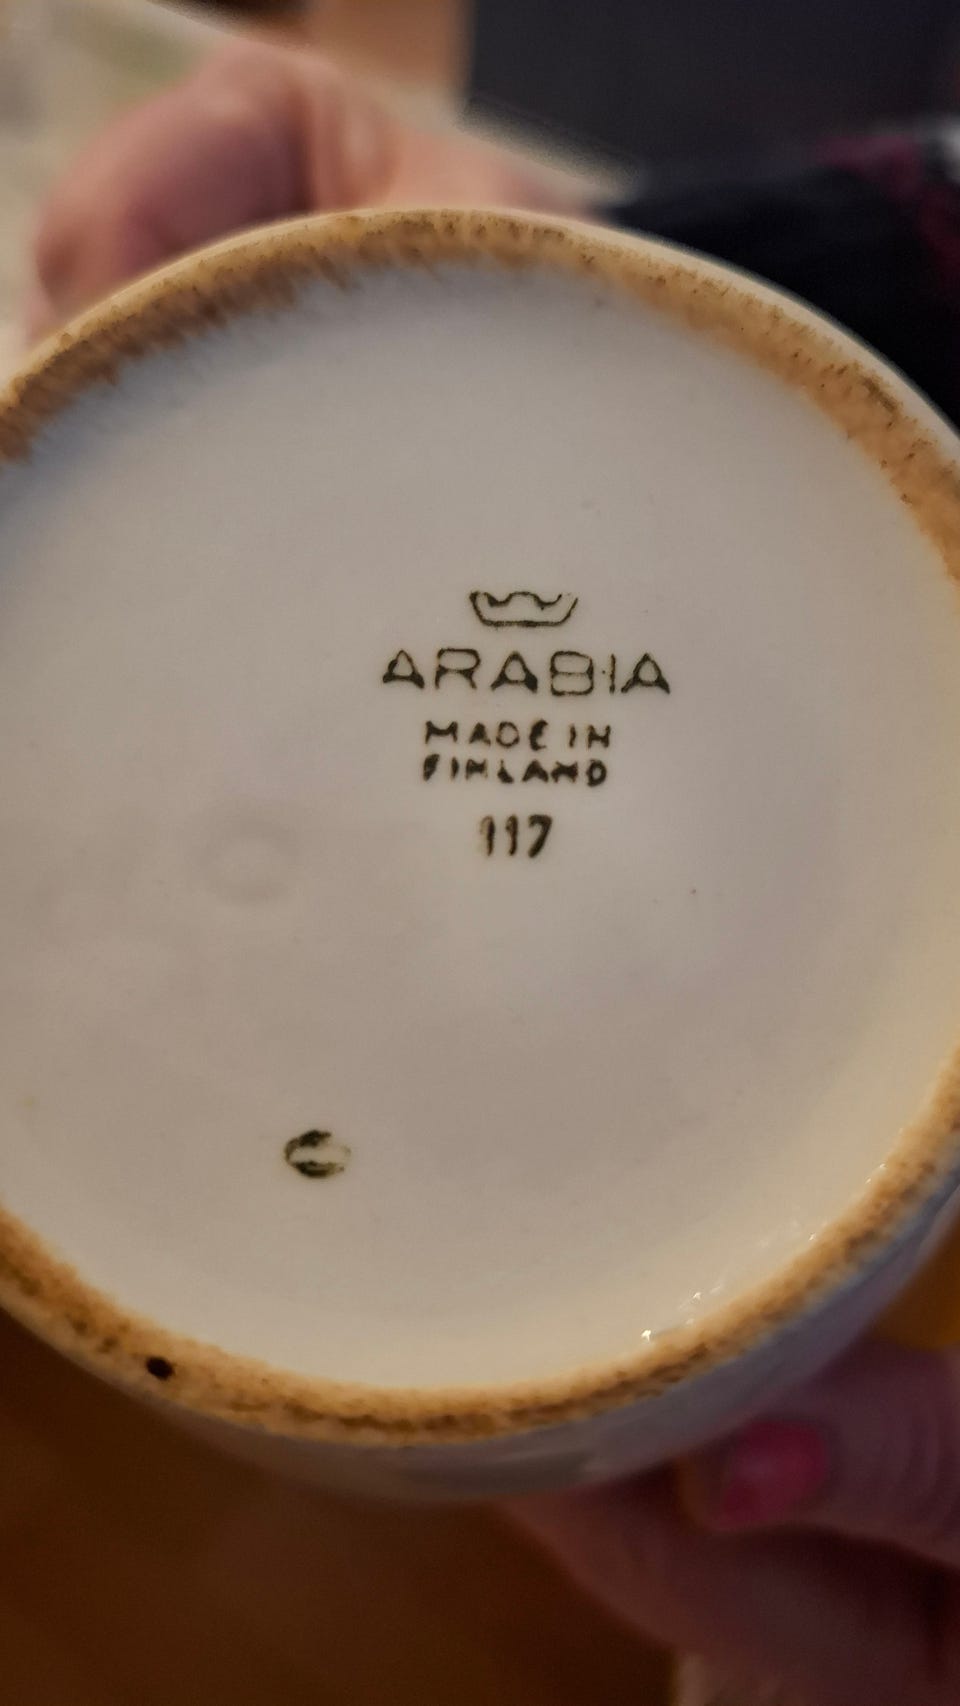 ARABIA
MADE IN
FINLAND
117